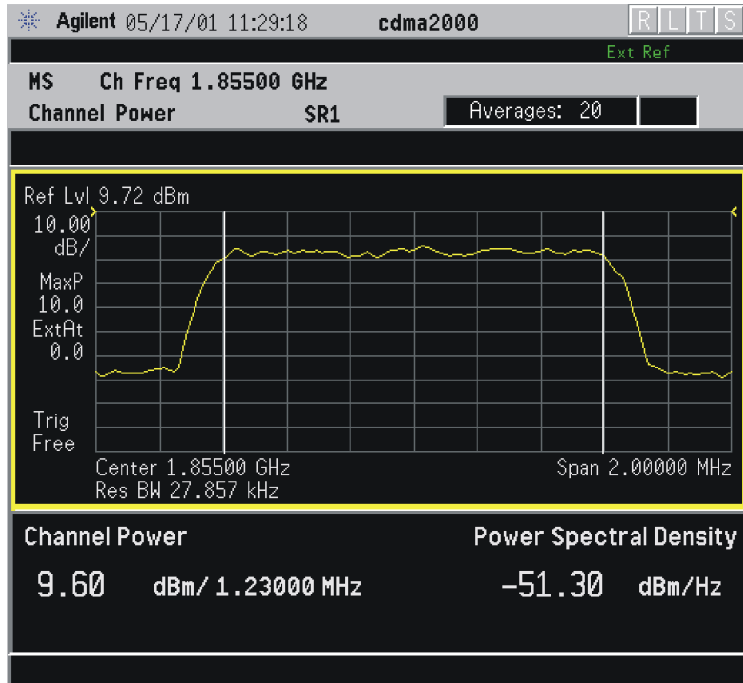 Agilent 05/17/01 11:29:18 cdma2000 R L T S
Ext Ref
MS Ch Freq 1.85500 GHz
Channel Power SR1 Averages: 20
Ref Lvl 9.72 dBm
10.00
dB/
MaxP
10.0
ExtAt
0.0
Trig
Free
Center 1.85500 GHz Span 2.00000 MHz
Res BW 27.857 kHz
Channel Power Power Spectral Density
9.60 dBm/ 1.23000 MHz -51.30 dBm/Hz